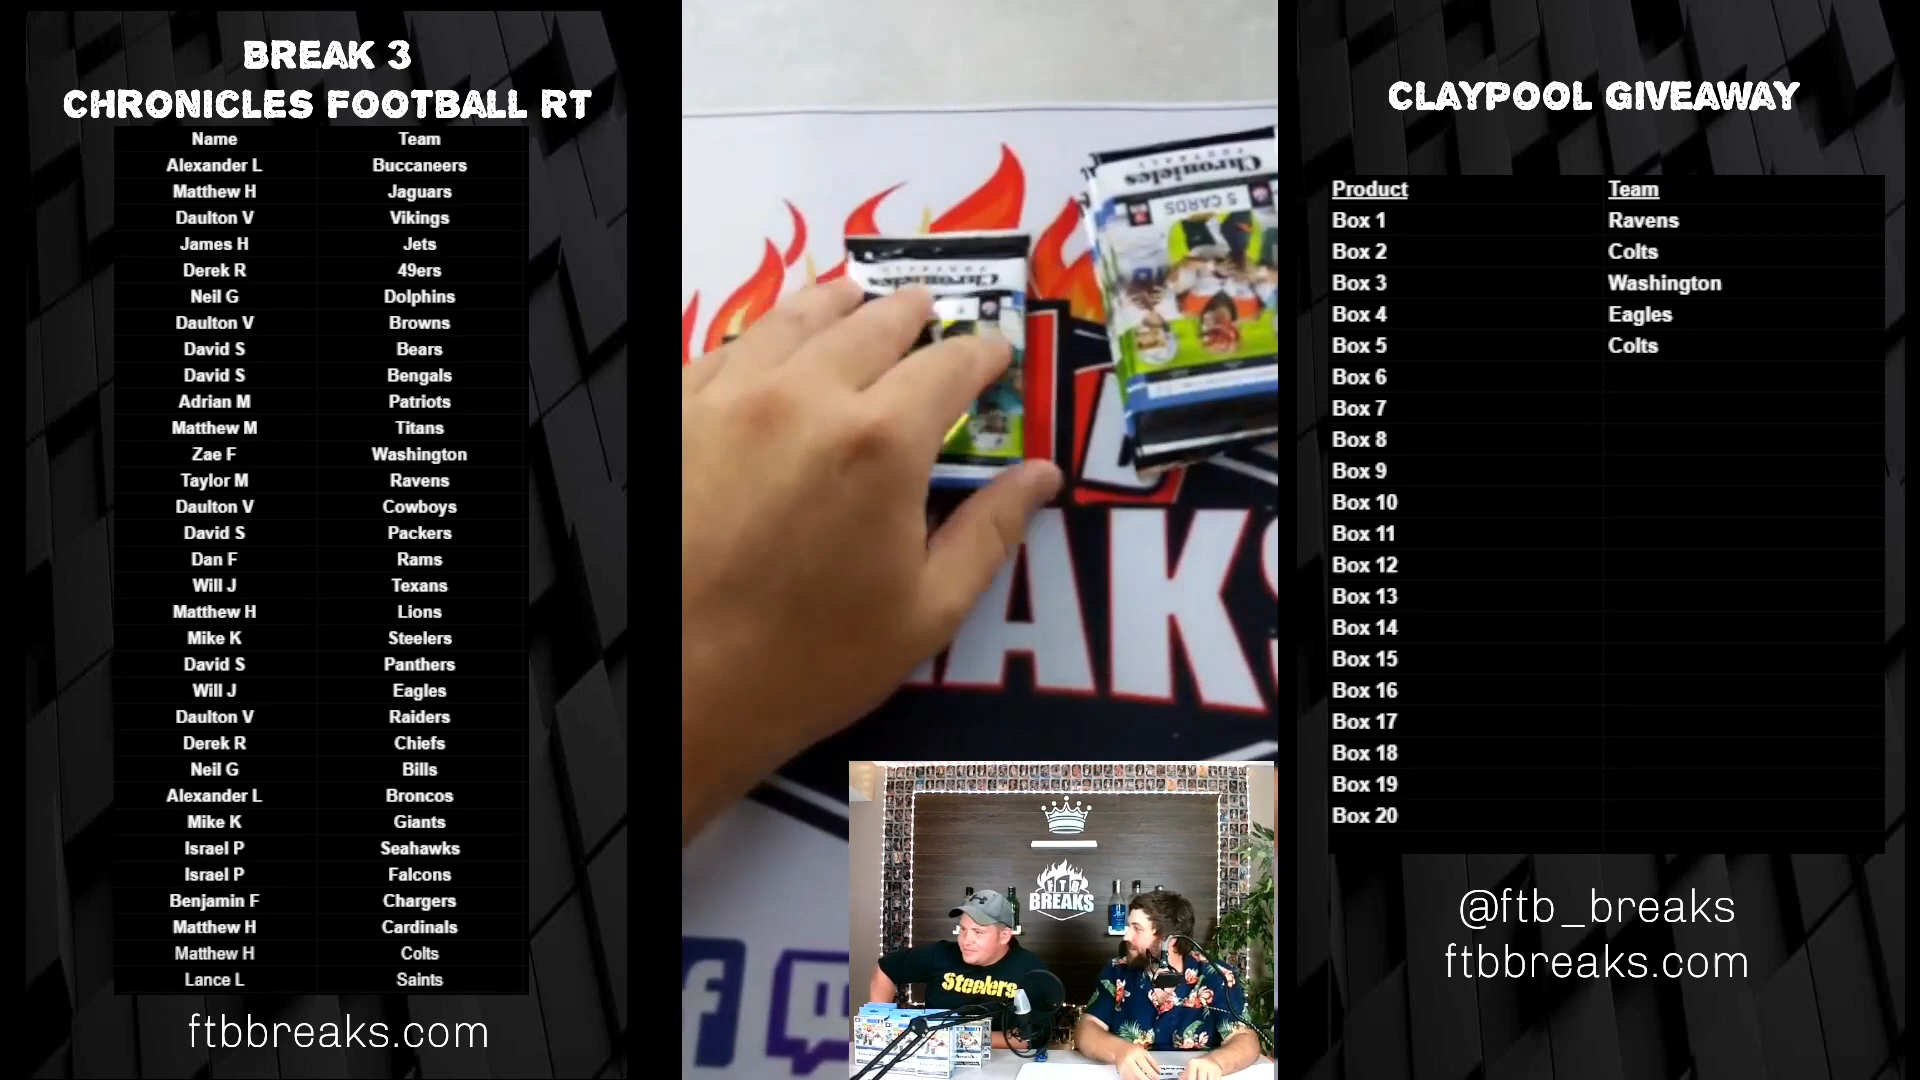 BREAK 3
CHRONICLES FOOTBALL RT
Name Team
Alexander L Buccaneers
Matthew H Jaguars
Daulton V Vikings
James H Jets
Derek R 49ers
Neil G Dolphins
Daulton V Browns
David S Bears
David S Bengals
Adrian M Patriots
Matthew M Titans
Zae F Washington
Taylor M Ravens
Daulton V Cowboys
David S Packers
Dan F Rams
Will J Texans
Matthew H Lions
Mike K Steelers
David S Panthers
Will J Eagles
Daulton V Raiders
Derek R Chiefs
Neil G Bills
Alexander L Broncos
Mike K Giants
Israel P Seahawks
Israel P Falcons
Benjamin F Chargers
Matthew H Cardinals
Matthew H Colts
Lance L Saints
ftbbreaks.com
Chronicles
FOOTBALL
5 CARDS
Chronicles
FOOTBALL
AKS
FTB
BREAKS
Steelers
CLAYPOOL GIVEAWAY
Product Team
Box 1 Ravens
Box 2 Colts
Box 3 Washington
Box 4 Eagles
Box 5 Colts
Box 6
Box 7
Box 8
Box 9
Box 10
Box 11
Box 12
Box 13
Box 14
Box 15
Box 16
Box 17
Box 18
Box 19
Box 20
@ftb_breaks
ftbbreaks.com